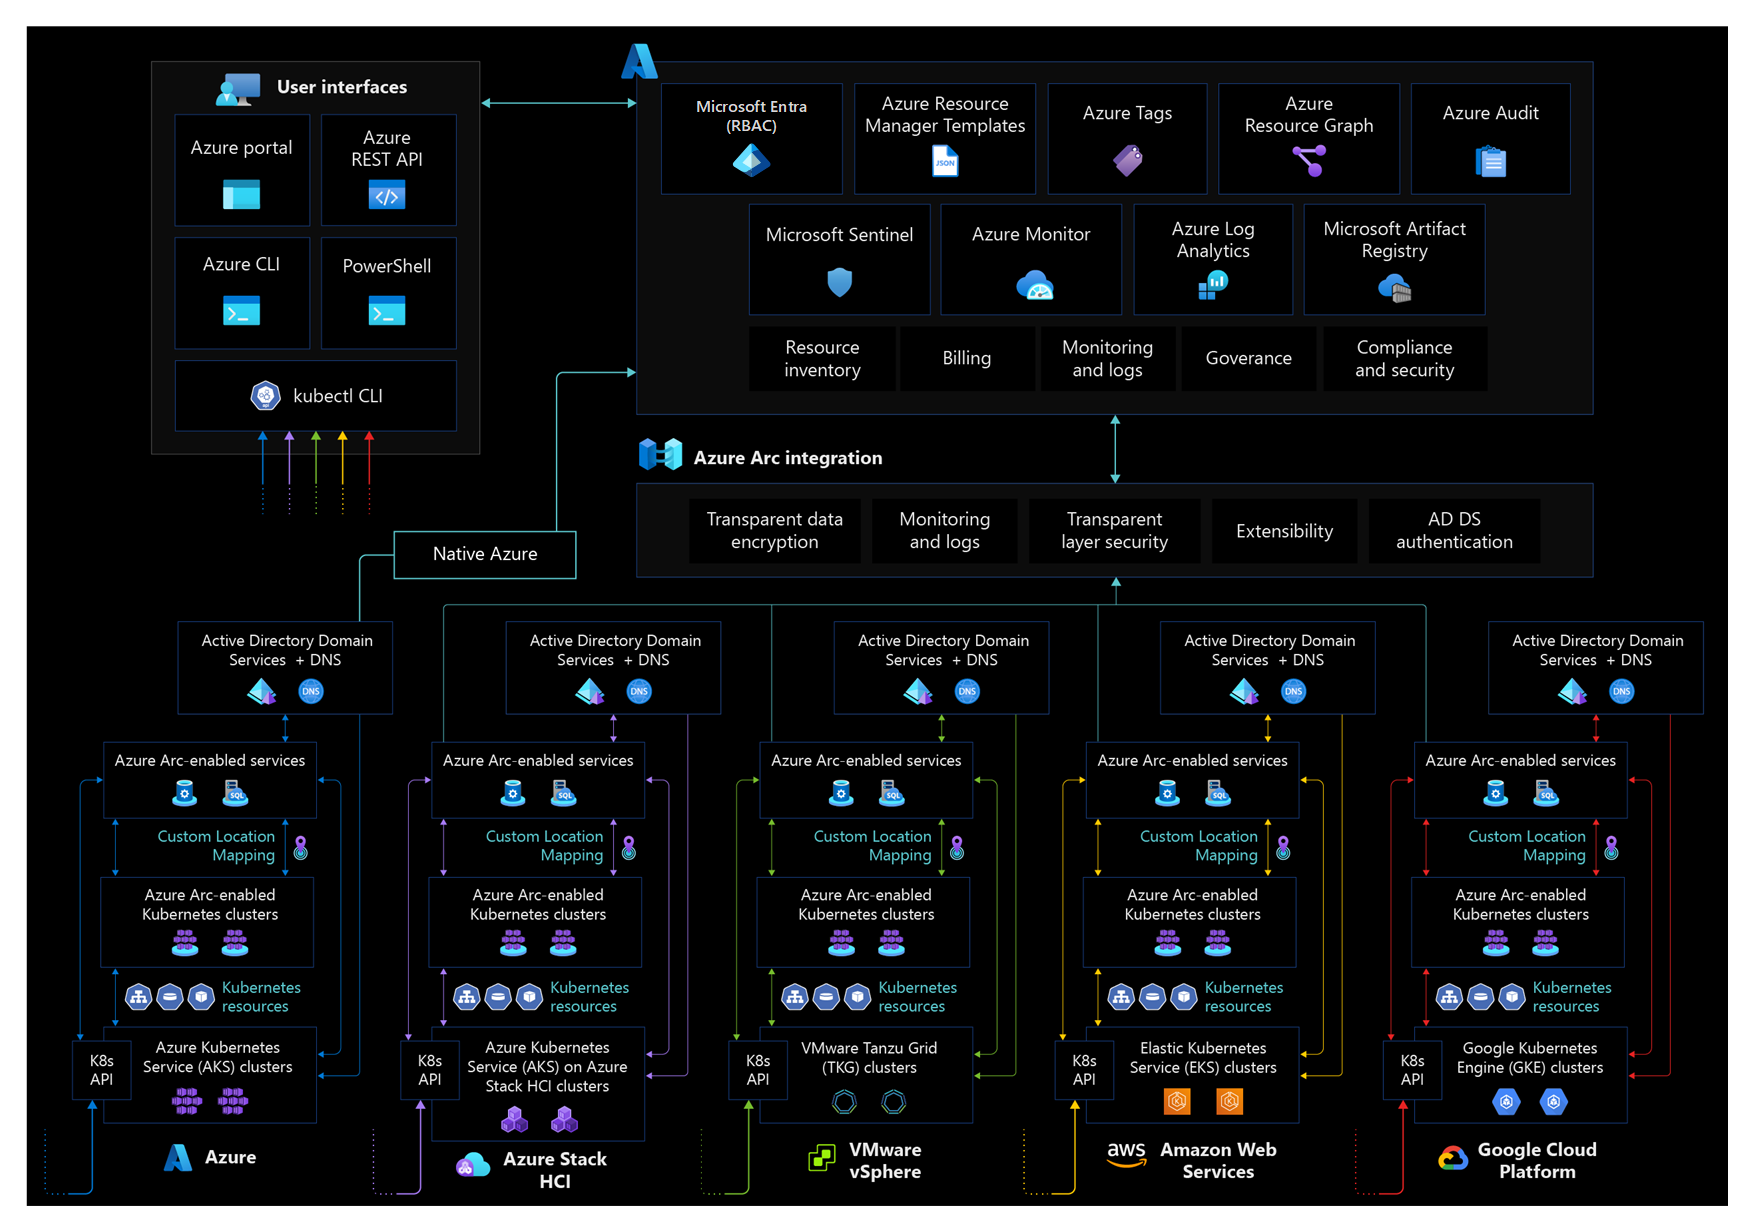 User interfaces
Azure portal
Azure
REST API
Azure CLI
PowerShell
kubectl CLI
Microsoft Entra
(RBAC)
Azure Resource
Manager Templates
JSON
Azure Tags
Azure
Resource Graph
Azure Audit
Microsoft Sentinel
Azure Monitor
Azure Log
Analytics
Microsoft Artifact
Registry
Resource
inventory
Billing
Monitoring
and logs
Goverance
Compliance
and security
Azure Arc integration
Transparent data
encryption
Monitoring
and logs
Transparent
layer security
Extensibility
AD DS
authentication
Native Azure
Active Directory Domain
Services + DNS
DNS
Azure Arc-enabled services
SQL
Custom Location
Mapping
Azure Arc-enabled
Kubernetes clusters
Kubernetes
resources
K8s
API
Azure Kubernetes
Service (AKS) clusters
Azure
Active Directory Domain
Services + DNS
DNS
Azure Arc-enabled services
SQL
Custom Location
Mapping
Azure Arc-enabled
Kubernetes clusters
Kubernetes
resources
K8s
API
Azure Kubernetes
Service (AKS) on Azure
Stack HCI clusters
Azure Stack
HCI
Active Directory Domain
Services + DNS
DNS
Azure Arc-enabled services
SQL
Custom Location
Mapping
Azure Arc-enabled
Kubernetes clusters
Kubernetes
resources
K8s
API
VMware Tanzu Grid
(TKG) clusters
VMware
vSphere
Active Directory Domain
Services + DNS
DNS
Azure Arc-enabled services
SQL
Custom Location
Mapping
Azure Arc-enabled
Kubernetes clusters
Kubernetes
resources
K8s
API
Elastic Kubernetes
Service (EKS) clusters
aws
Amazon Web
Services
Active Directory Domain
Services + DNS
DNS
Azure Arc-enabled services
SQL
Custom Location
Mapping
Azure Arc-enabled
Kubernetes clusters
Kubernetes
resources
K8s
API
Google Kubernetes
Engine (GKE) clusters
Google Cloud
Platform